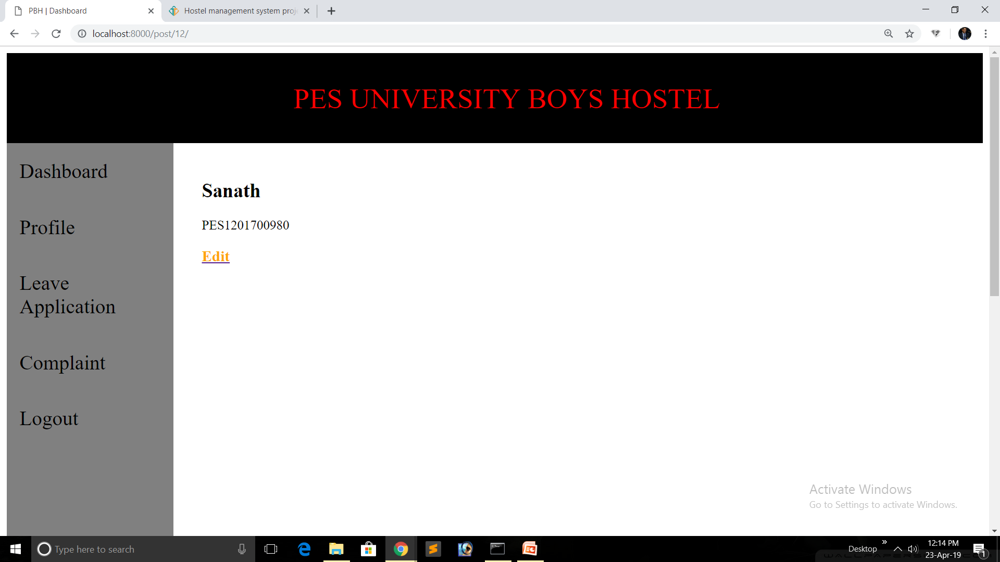 PBH | Dashboard
Hostel management system proj
localhost:8000/post/12/
PES UNIVERSITY BOYS HOSTEL
Dashboard
Profile
Leave
Application
Complaint
Logout
Sanath
PES1201700980
Edit
Activate Windows
Go to Settings to activate Windows.
Type here to search
Desktop
12:14 PM
23-Apr-19
1